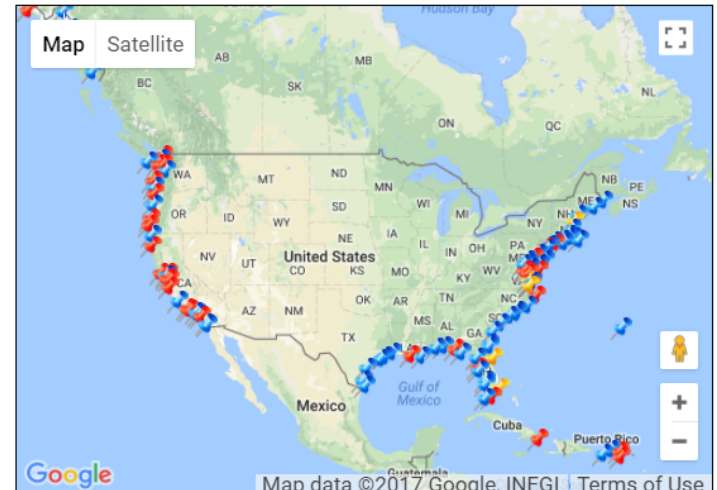 Hudson Bay
Map Satellite
AB
MB
BC
SK
NL
ON
QC
WA
MT
ND
MN
NB
PE
ME
NS
OR
ID
WY
SD
WI
MI
NH
NY
NE
IA
NV
UT
United States
CO
KS
MO
IL
IN
OH
PA
KY
WV
CA
AZ
NM
OK
AR
TN
NC
TX
MS
AL
GA
SC
Gulf of
Mexico
Mexico
Cuba
Puerto Rico
Guatemala
Google
Map data ©2017 Google, INEGI Terms of Use